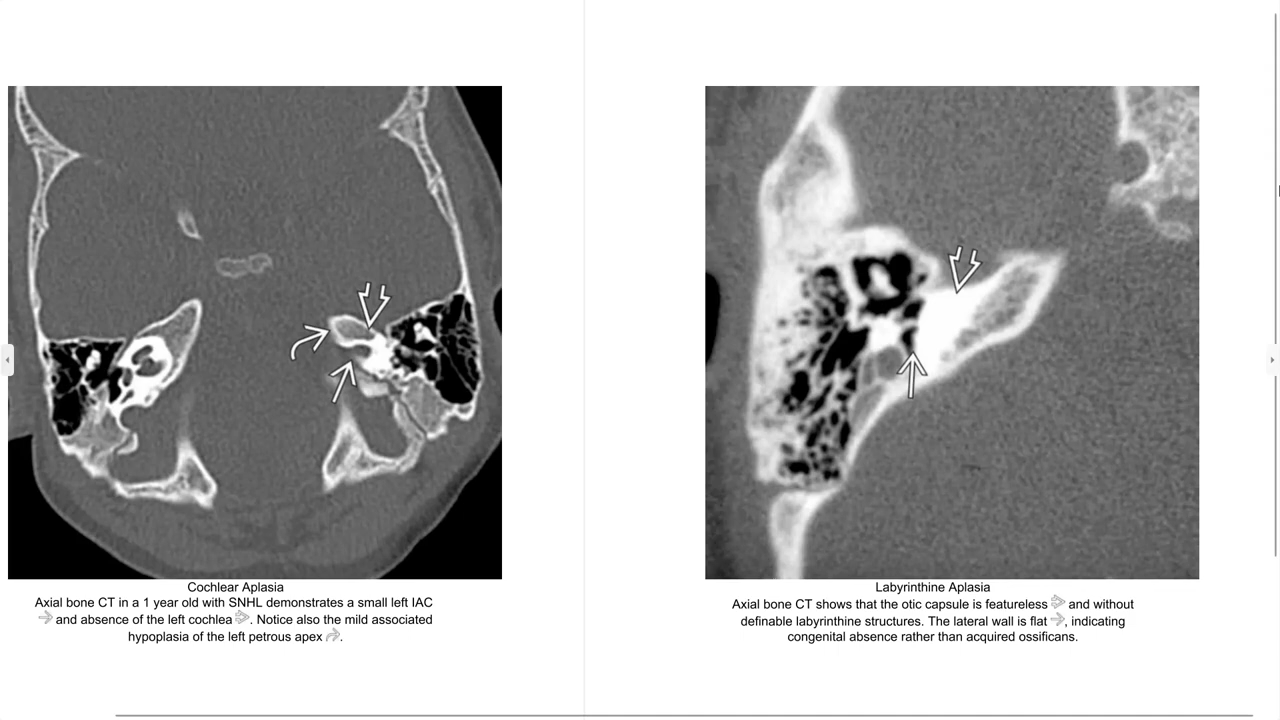 Cochlear Aplasia
Axial bone CT in a 1 year old with SNHL demonstrates a small left IAC
and absence of the left cochlea . Notice also the mild associated
hypoplasia of the left petrous apex .
Labyrinthine Aplasia
Axial bone CT shows that the otic capsule is featureless and without
definable labyrinthine structures. The lateral wall is flat , indicating
congenital absence rather than acquired ossificans.